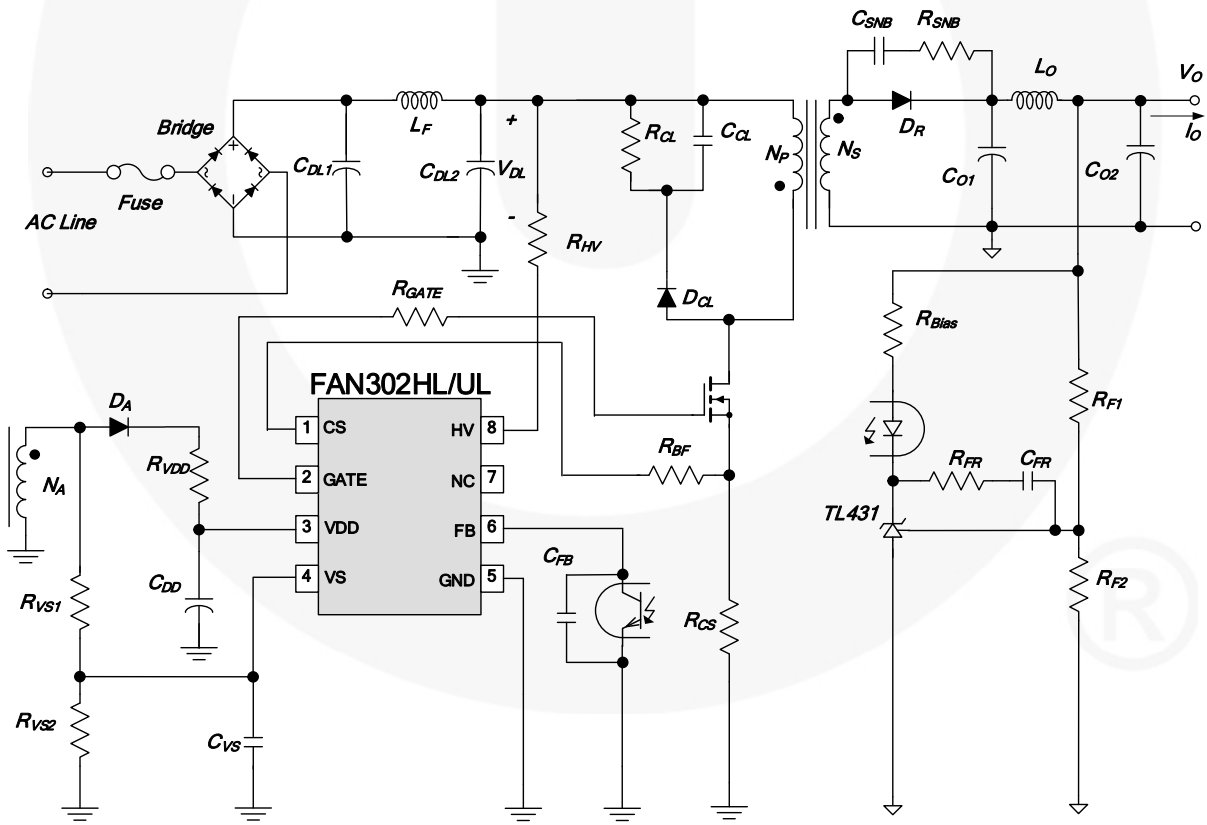 CSNB RSNB
LO
VO
IO
Bridge
LF
+
RCL
CCL
NP
NS
DR
CO1
CO2
CDL1
CDL2
VDL
-
Fuse
AC Line
RHV
DCL
RGATE
RBias
FAN302HL/UL
DA
RVDD
NA
1 CS
2 GATE
3 VDD
4 VS
HV 8
NC 7
FB 6
GND 5
RBF
RF1
RFR
CFR
TL431
CFB
CDD
RVS1
RCS
RF2
RVS2
CVS
®